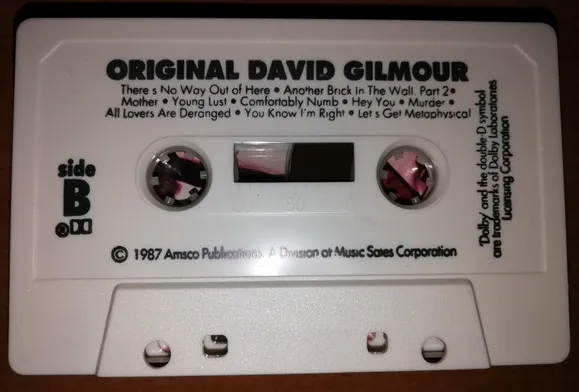 ORIGINAL DAVID GILMOUR
There s No Way Out of Here • Another Brick In The Wall. Part 2 •
Mother • Young Lust • Comfortably Numb • Hey You • Murder •
All Lovers Are Deranged • You Know I'm Right • Let s Get Metaphysical
side
B
®
© 1987 Amsco Publications, A Division of Music Sales Corporation
'Dolby' and the double-D symbol
are trademarks of Dolby Laboratories
Licensing Corporation